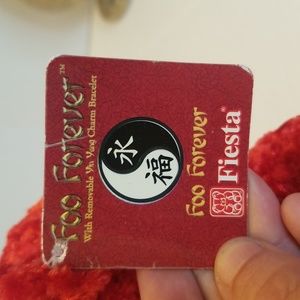 Foo Forever™
With Removable Yin Yang Charm Bracelet
永
福
Foo Forever
Fiesta®